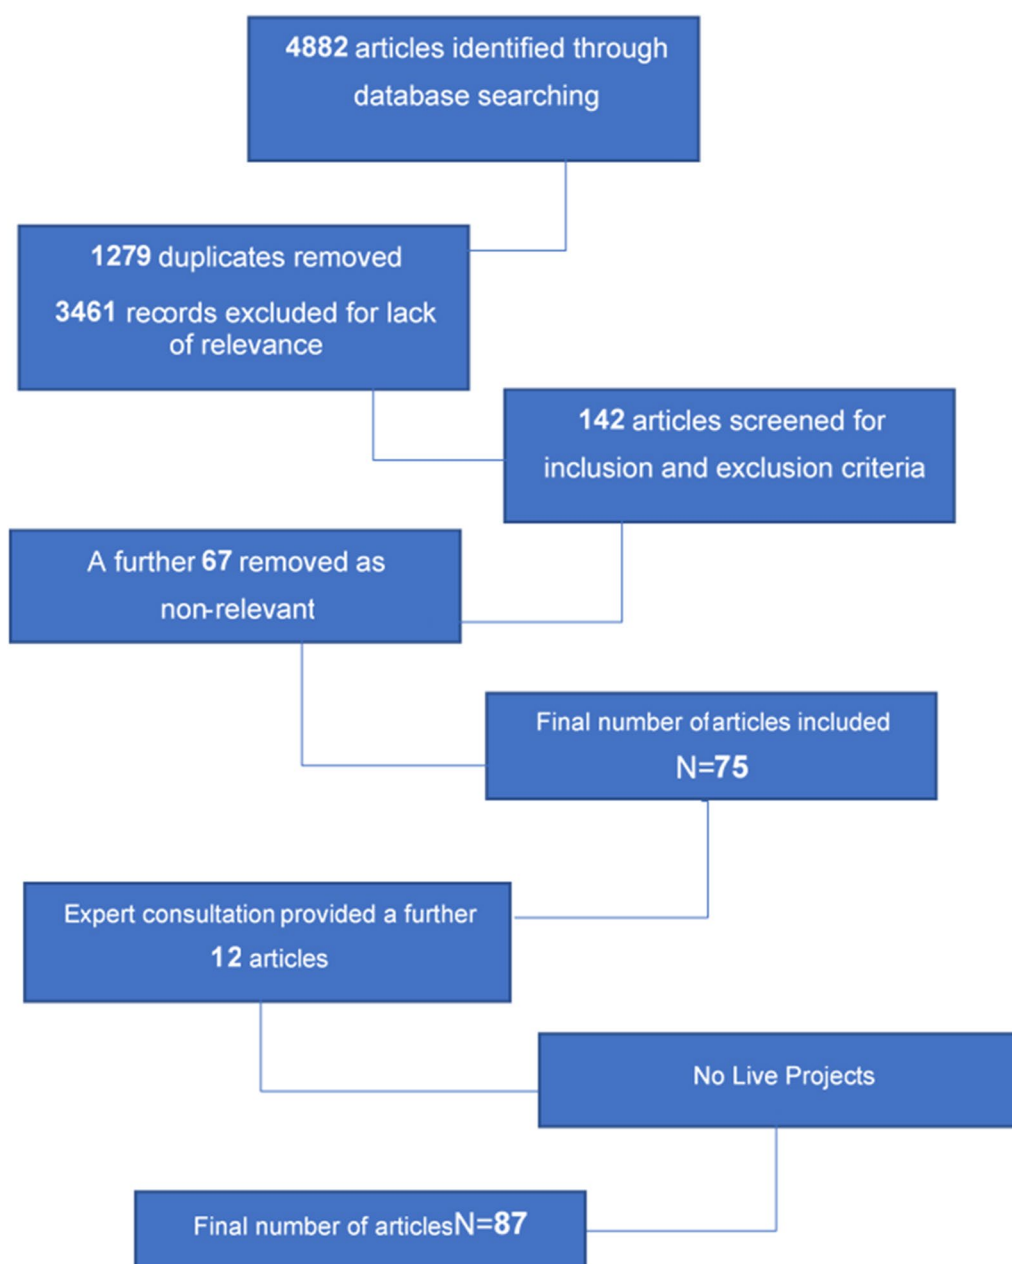 4882 articles identified through
database searching
1279 duplicates removed
3461 records excluded for lack
of relevance
142 articles screened for
inclusion and exclusion criteria
A further 67 removed as
non-relevant
Final number of articles included
N=75
Expert consultation provided a further
12 articles
No Live Projects
Final number of articles N=87